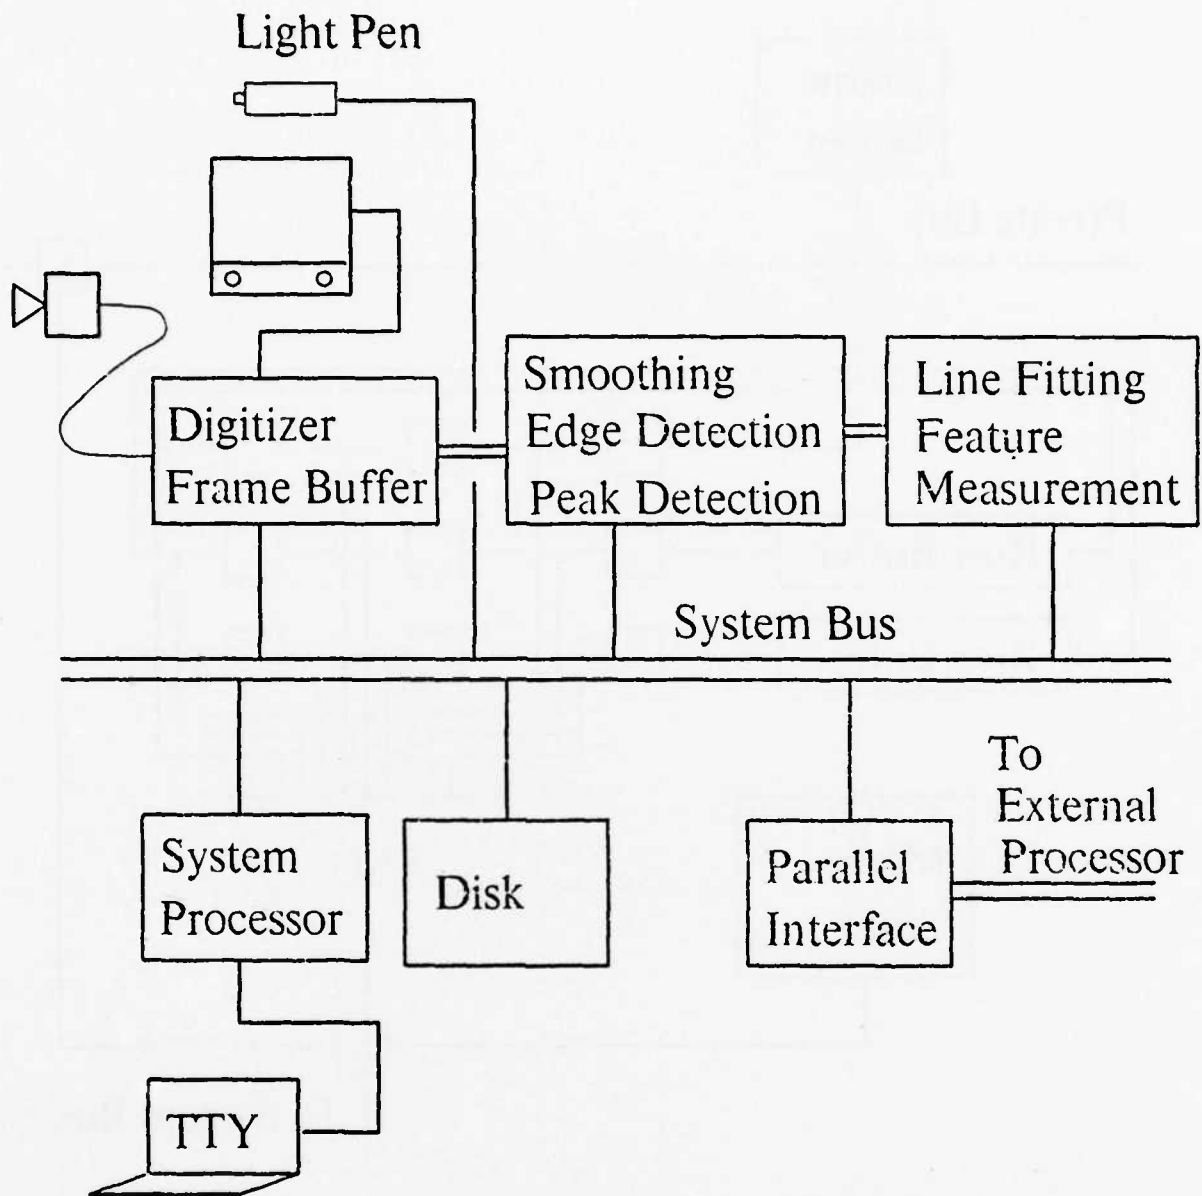 Light Pen
Digitizer
Frame Buffer
Smoothing
Edge Detection
Peak Detection
Line Fitting
Feature
Measurement
System Bus
System
Processor
Disk
Parallel
Interface
To
External
Processor
TTY